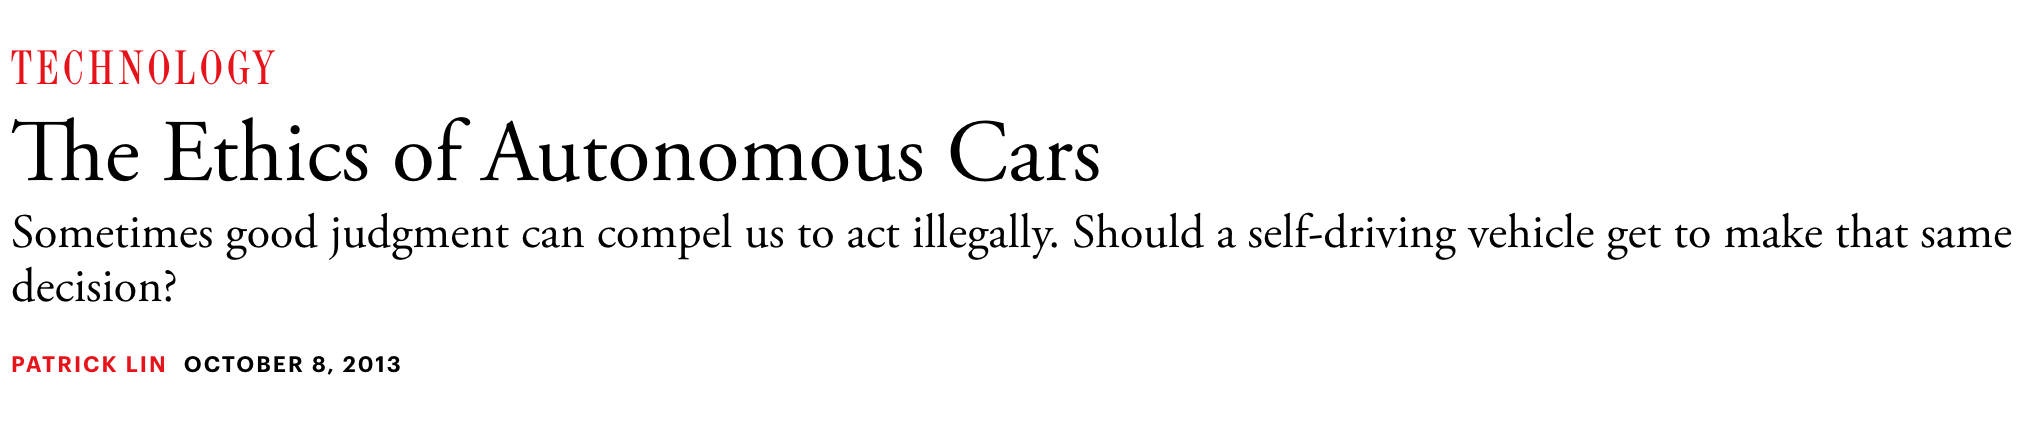 TECHNOLOGY
The Ethics of Autonomous Cars
Sometimes good judgment can compel us to act illegally. Should a self-driving vehicle get to make that same
decision?
PATRICK LIN OCTOBER 8, 2013